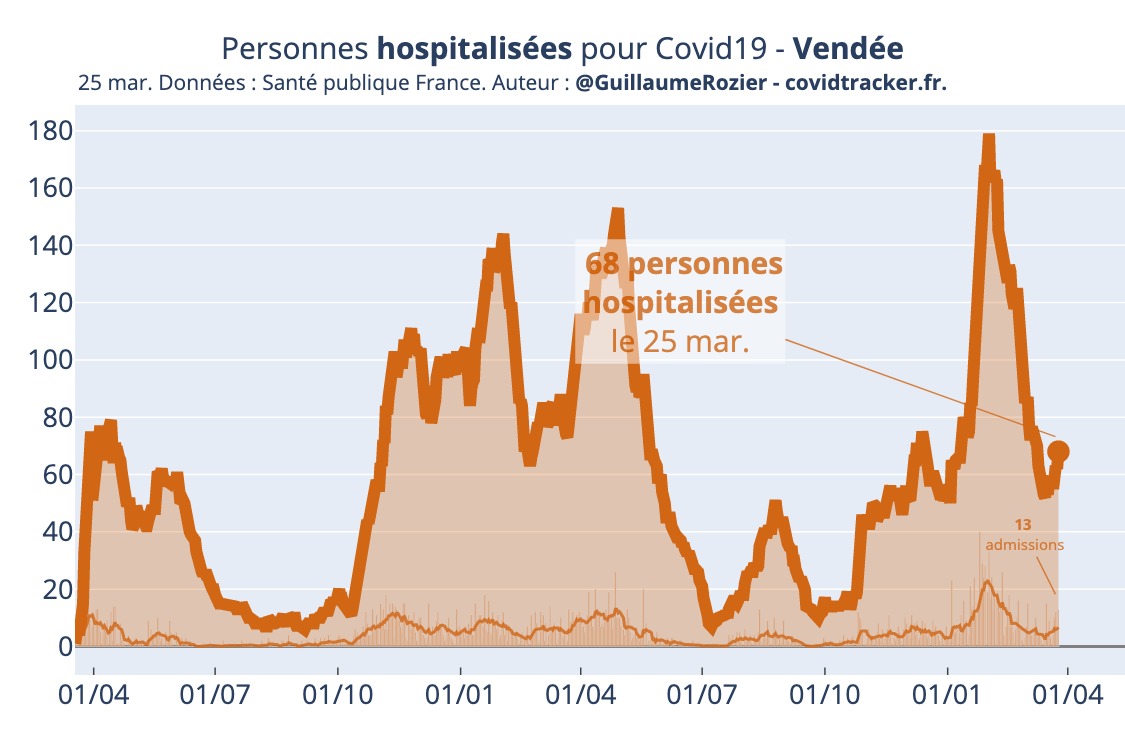 Personnes hospitalisées pour Covid19 - Vendée
25 mar. Données : Santé publique France. Auteur : @GuillaumeRozier - covidtracker.fr.
180
160
140
120
100
80
60
40
20
0
68 personnes
hospitalisées
le 25 mar.
13
admissions
01/04 01/07 01/10 01/01 01/04 01/07 01/10 01/01 01/04